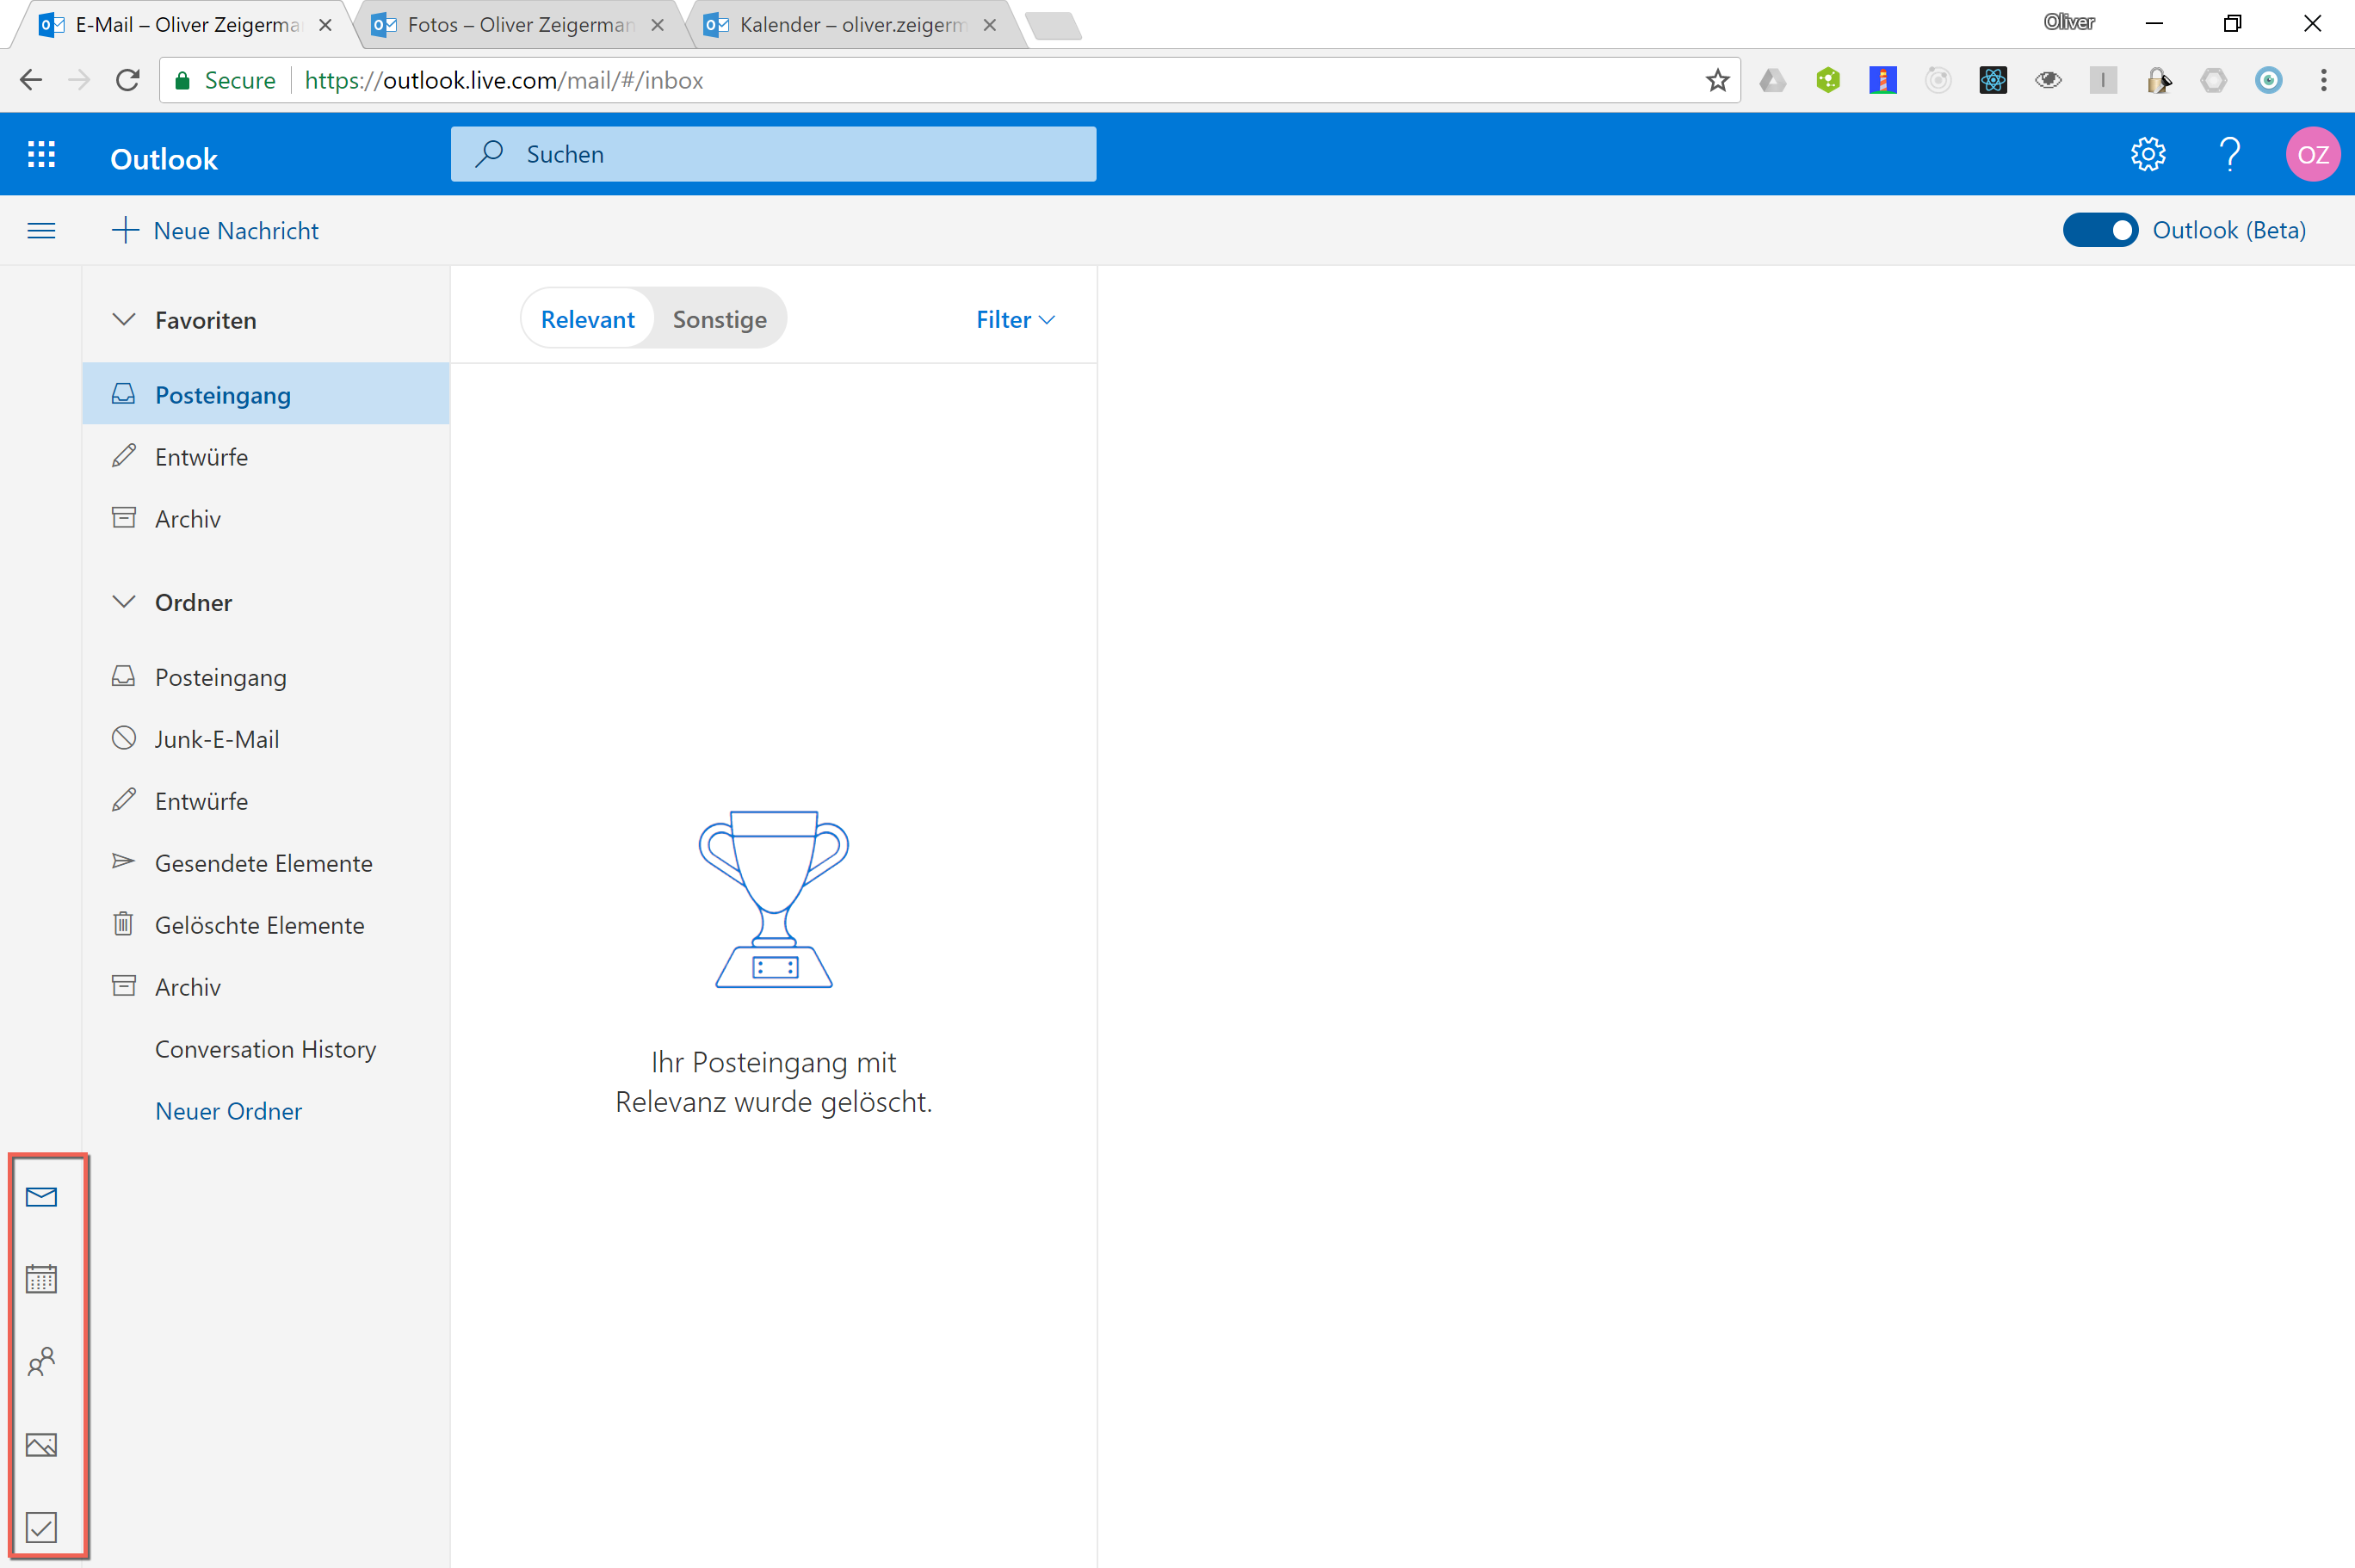 E-Mail – Oliver Zeigerma
Fotos – Oliver Zeigerman
Kalender – oliver.zeigerm
Oliver
Secure
https://outlook.live.com/mail/#/inbox
Outlook
Suchen
OZ
Neue Nachricht
Outlook (Beta)
Favoriten
Posteingang
Entwürfe
Archiv
Ordner
Posteingang
Junk-E-Mail
Entwürfe
Gesendete Elemente
Gelöschte Elemente
Archiv
Conversation History
Neuer Ordner
Relevant
Sonstige
Filter
Ihr Posteingang mit
Relevanz wurde gelöscht.